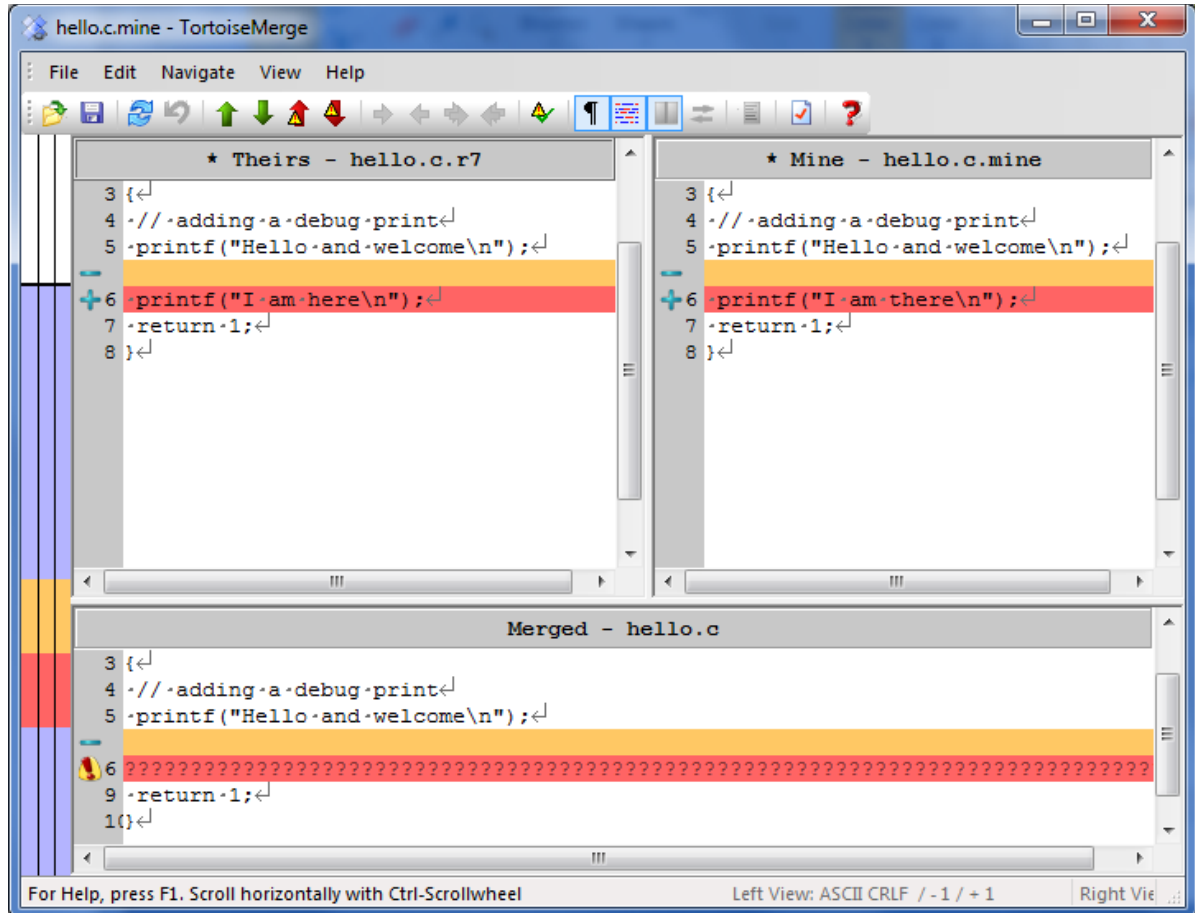 hello.c.mine - TortoiseMerge
File Edit Navigate View Help
* Theirs - hello.c.r7
3 {↵
4 ·//·adding·a·debug·print↵
5 ·printf("Hello·and·welcome\n");↵
6 ·printf("I·am·here\n");↵
7 ·return·1;↵
8 }↵
* Mine - hello.c.mine
3 {↵
4 ·//·adding·a·debug·print↵
5 ·printf("Hello·and·welcome\n");↵
6 ·printf("I·am·there\n");↵
7 ·return·1;↵
8 }↵
Merged - hello.c
3 {↵
4 ·//·adding·a·debug·print↵
5 ·printf("Hello·and·welcome\n");↵
6 ??????????????????????????????????????????????????????????????????????????????
9 ·return·1;↵
10}↵
For Help, press F1. Scroll horizontally with Ctrl-Scrollwheel Left View: ASCII CRLF / - 1 / + 1 Right Vie